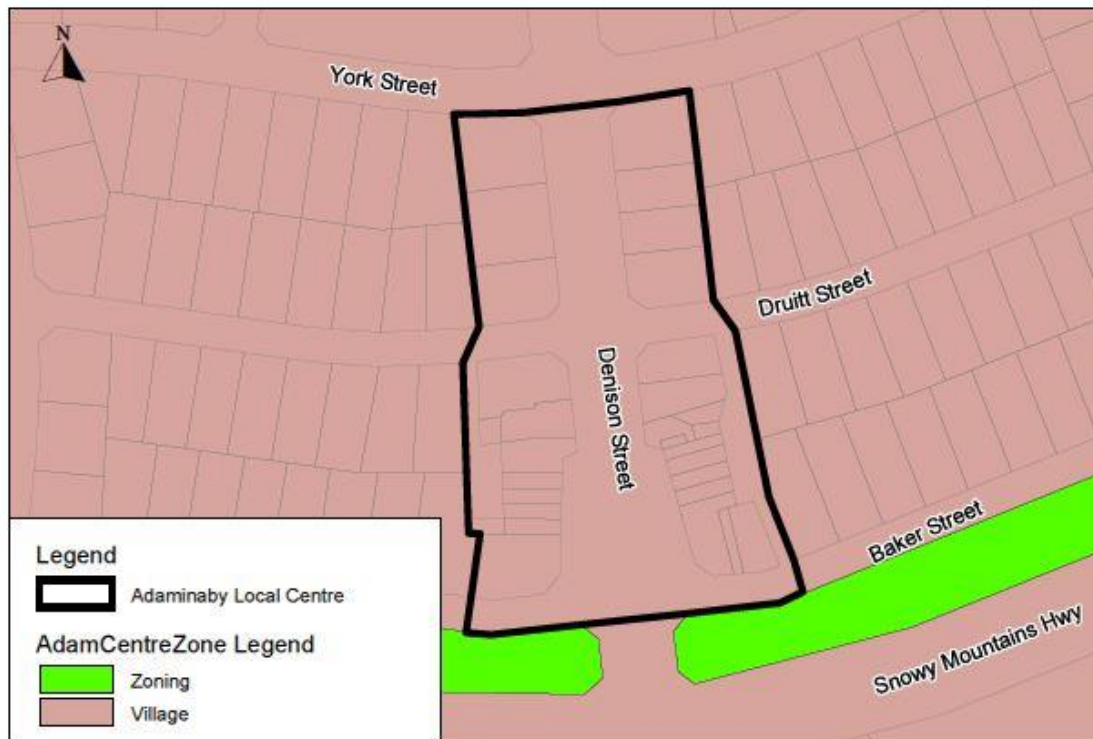 N
York Street
Druitt Street
Denison Street
Baker Street
Snowy Mountains Hwy
Legend
Adaminaby Local Centre
AdamCentreZone Legend
Zoning
Village